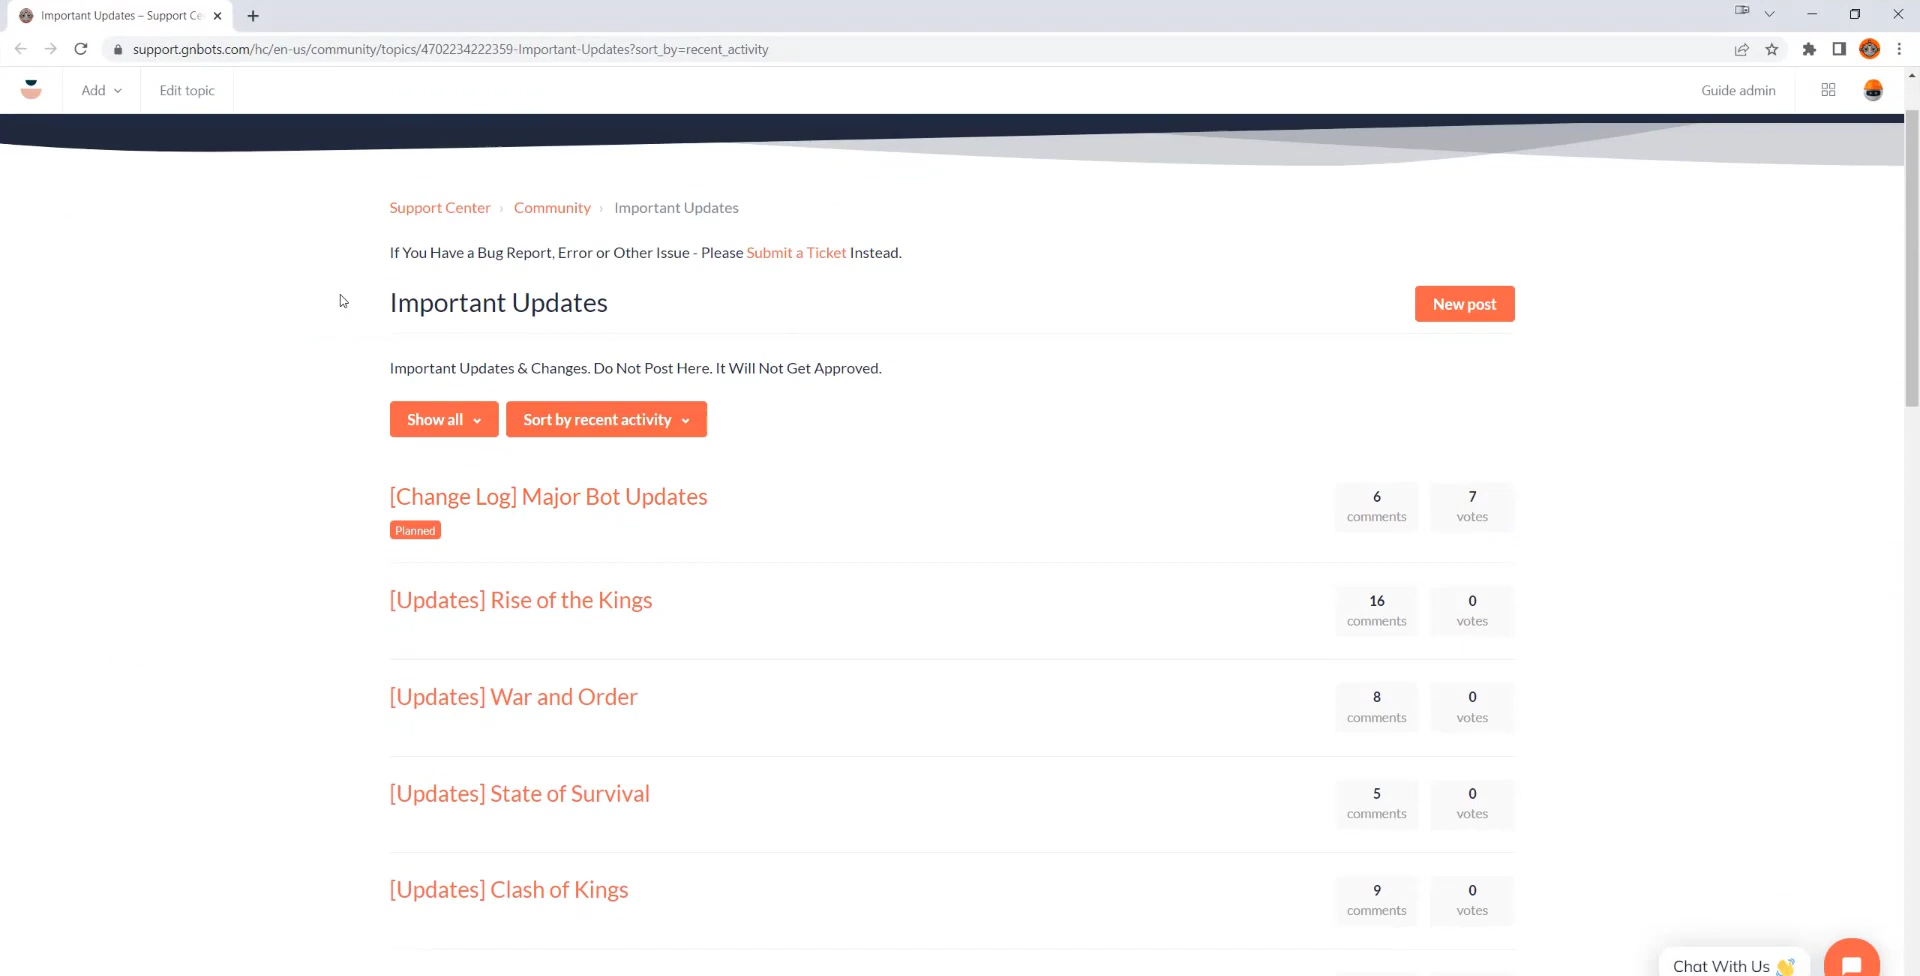 Important Updates – Support Ce
support.gnbots.com/hc/en-us/community/topics/4702234222359-Important-Updates?sort_by=recent_activity
Add
Edit topic
Guide admin
Support Center › Community › Important Updates
If You Have a Bug Report, Error or Other Issue - Please Submit a Ticket Instead.
Important Updates
New post
Important Updates & Changes. Do Not Post Here. It Will Not Get Approved.
Show all
Sort by recent activity
[Change Log] Major Bot Updates
Planned
6 comments
7 votes
[Updates] Rise of the Kings
16 comments
0 votes
[Updates] War and Order
8 comments
0 votes
[Updates] State of Survival
5 comments
0 votes
[Updates] Clash of Kings
9 comments
0 votes
Chat With Us 👋